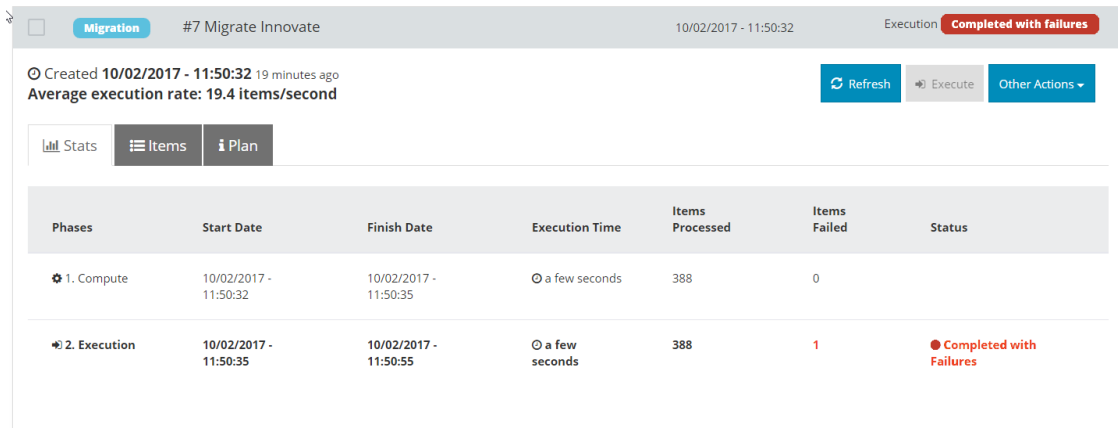 Migration #7 Migrate Innovate 10/02/2017 - 11:50:32 Execution Completed with failures
Created 10/02/2017 - 11:50:32 19 minutes ago
Average execution rate: 19.4 items/second
Refresh Execute Other Actions
Stats Items Plan
Phases Start Date Finish Date Execution Time Items Processed Items Failed Status
1. Compute 10/02/2017 - 11:50:32 10/02/2017 - 11:50:35 a few seconds 388 0
2. Execution 10/02/2017 - 11:50:35 10/02/2017 - 11:50:55 a few seconds 388 1 Completed with Failures